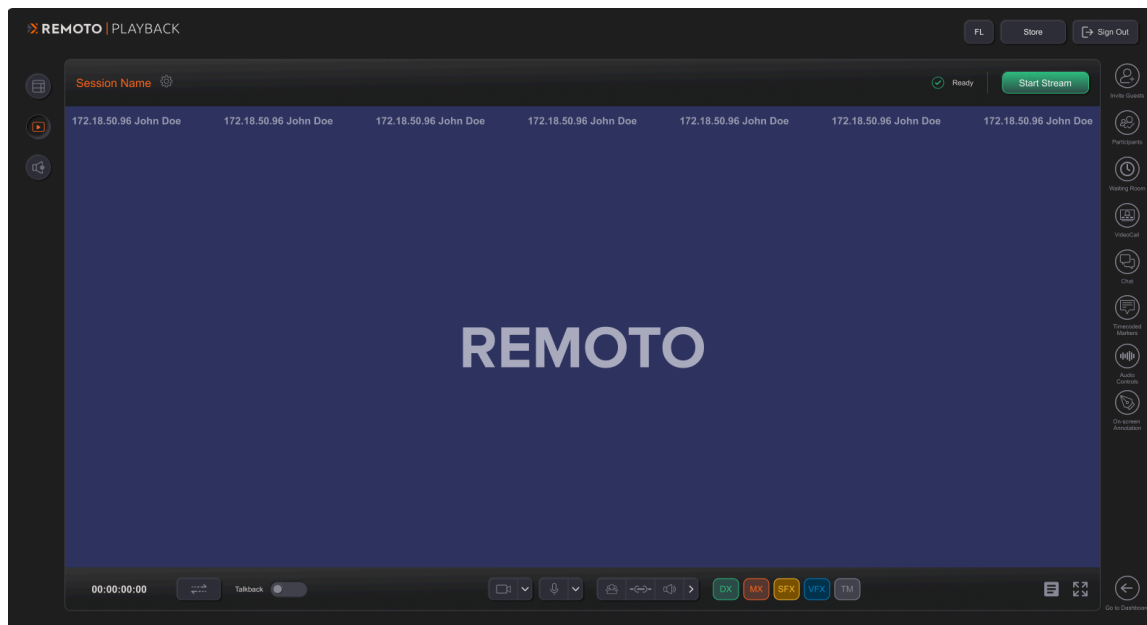 REMOTO | PLAYBACK
FL
Store
Sign Out
Session Name
Ready
Start Stream
172.18.50.96 John Doe 172.18.50.96 John Doe 172.18.50.96 John Doe 172.18.50.96 John Doe 172.18.50.96 John Doe 172.18.50.96 John Doe 172.18.50.96 John Doe
REMOTO
00:00:00:00
Talkback
DX
MX
SFX
VFX
TM
Invite Guests
Participants
Waiting Room
VideoCall
Chat
Timecoded
Markers
Audio
Controls
On-screen
Annotation
Go to Dashboar